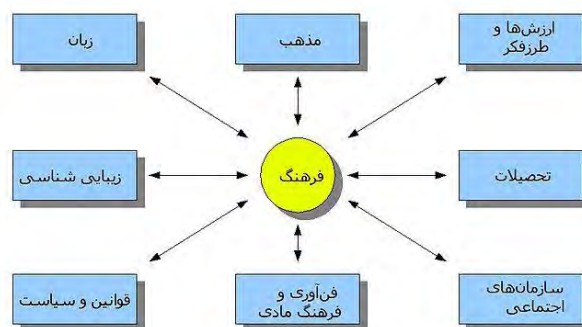 ارزش‌ها و
طرزفکر
مذهب
زبان
تحصیلات
فرهنگ
زیبایی شناسی
سازمان‌های
اجتماعی
فن‌آوری و
فرهنگ مادی
قوانین و سیاست